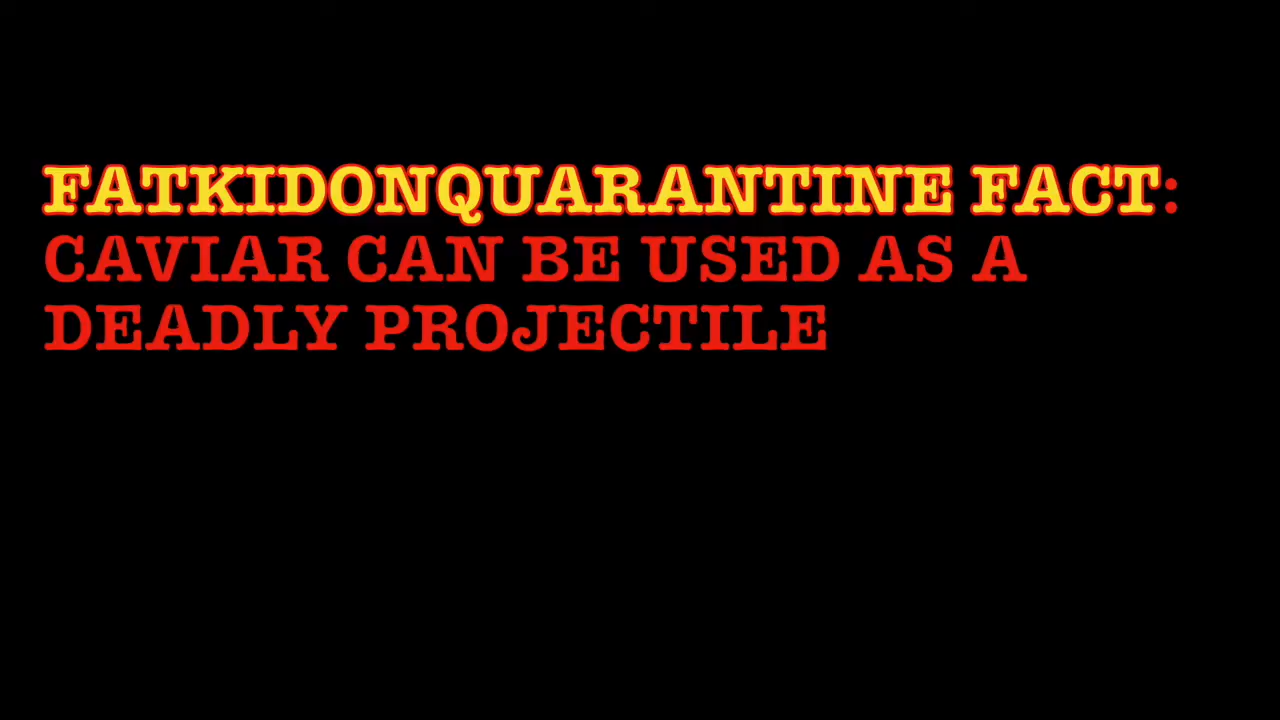 FATKIDONQUARANTINE FACT:
CAVIAR CAN BE USED AS A
DEADLY PROJECTILE